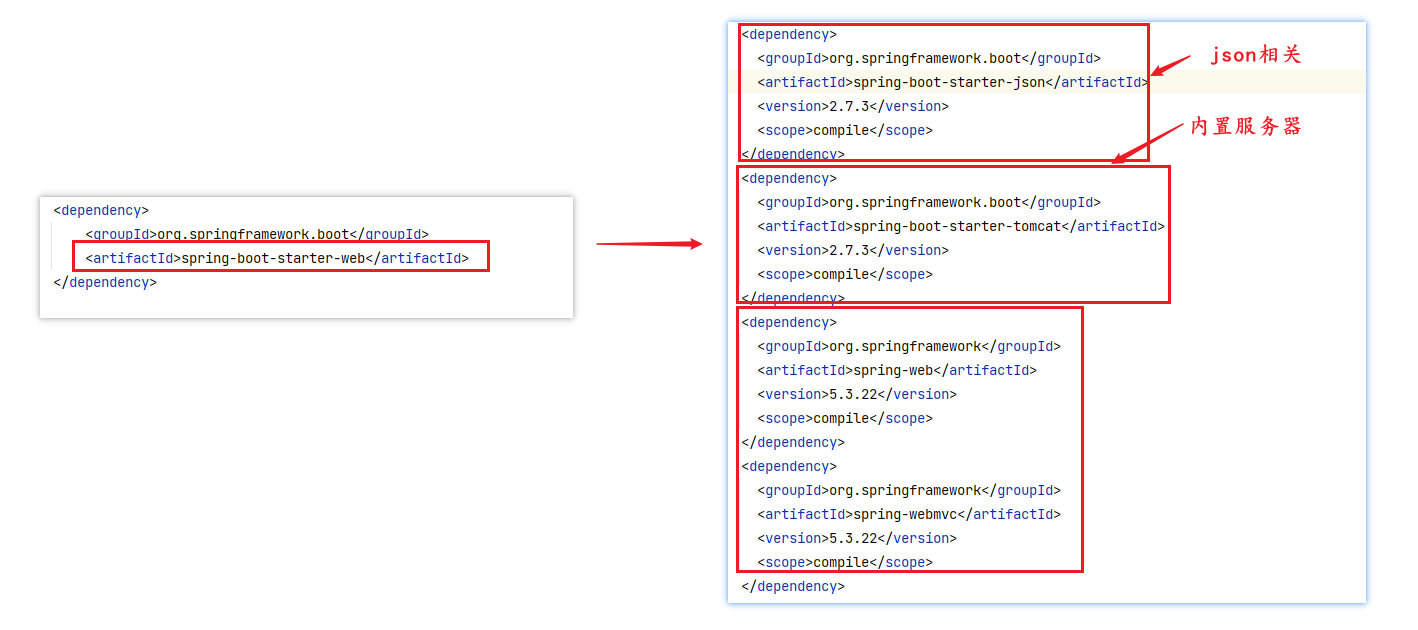 <dependency>
<groupId>org.springframework.boot</groupId>
<artifactId>spring-boot-starter-web</artifactId>
</dependency>
<dependency>
<groupId>org.springframework.boot</groupId>
<artifactId>spring-boot-starter-json</artifactId>
<version>2.7.3</version>
<scope>compile</scope>
</dependency>
json相关
内置服务器
<dependency>
<groupId>org.springframework.boot</groupId>
<artifactId>spring-boot-starter-tomcat</artifactId>
<version>2.7.3</version>
<scope>compile</scope>
</dependency>
<dependency>
<groupId>org.springframework</groupId>
<artifactId>spring-web</artifactId>
<version>5.3.22</version>
<scope>compile</scope>
</dependency>
<dependency>
<groupId>org.springframework</groupId>
<artifactId>spring-webmvc</artifactId>
<version>5.3.22</version>
<scope>compile</scope>
</dependency>